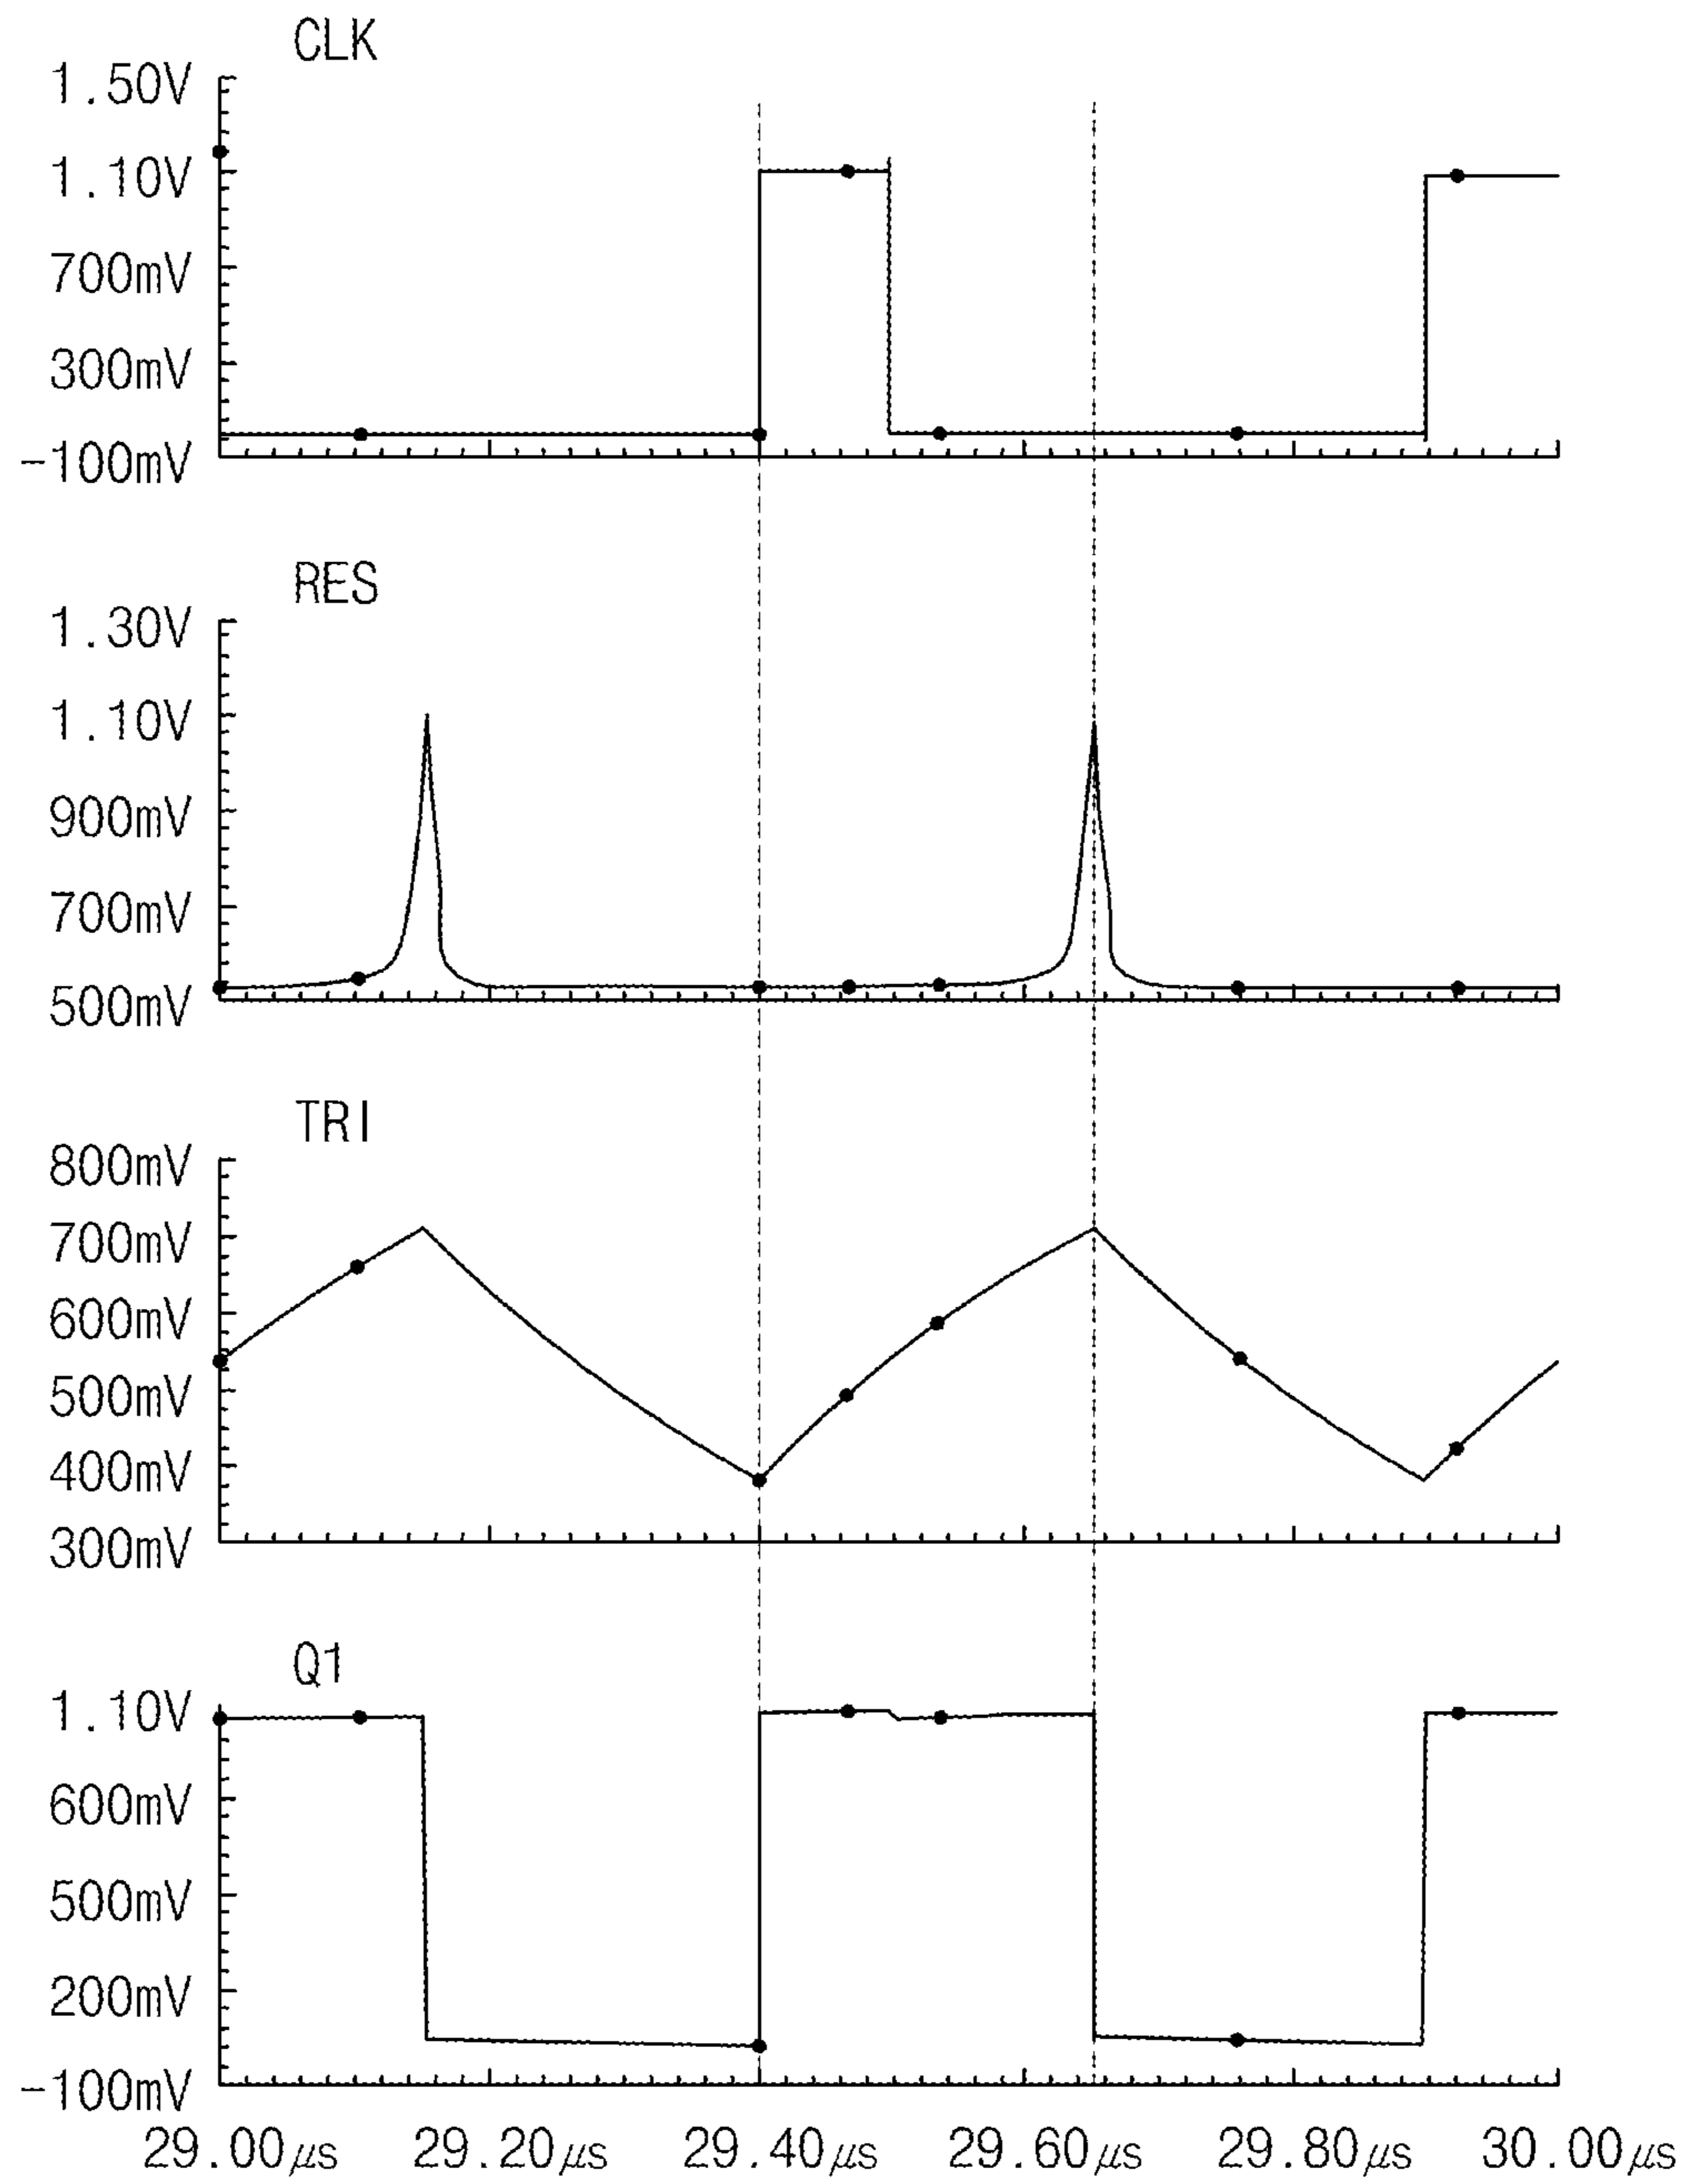 CLK
1.50V
1.10V
700mV
300mV
-100mV
RES
1.30V
1.10V
900mV
700mV
500mV
TRI
800mV
700mV
600mV
500mV
400mV
300mV
Q1
1.10V
600mV
500mV
200mV
-100mV
29.00μs 29.20μs 29.40μs 29.60μs 29.80μs 30.00μs